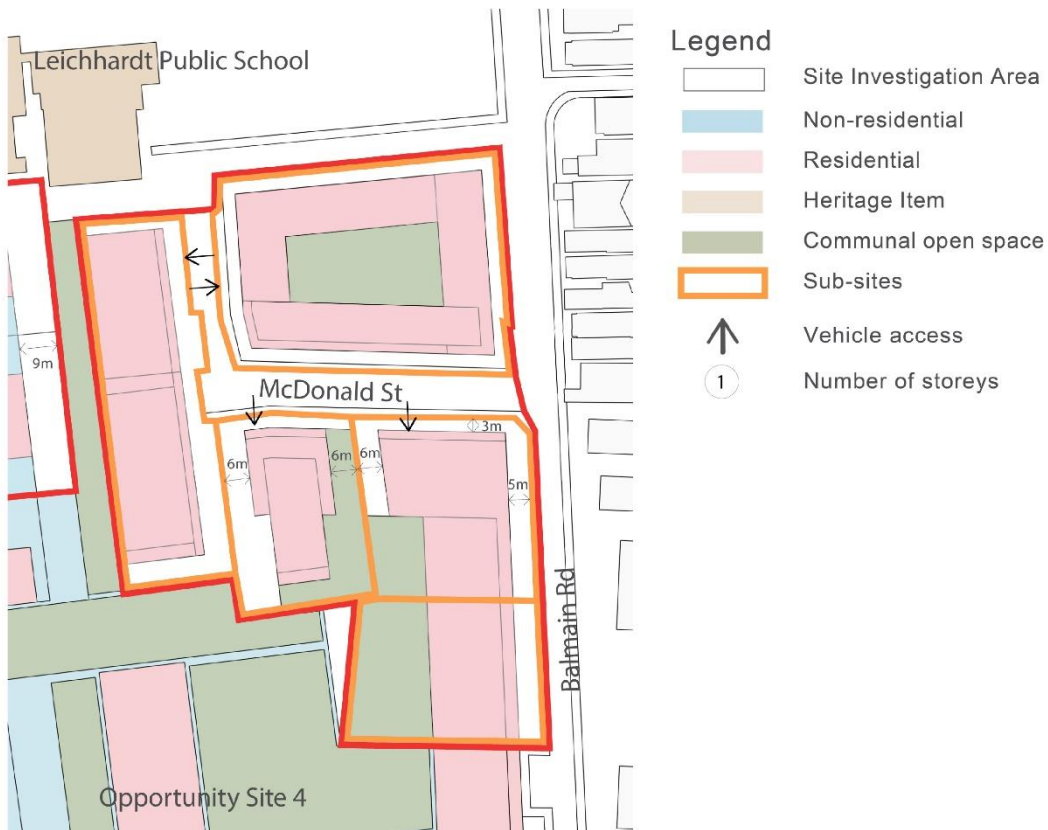 Leichhardt Public School
9m
McDonald St
3m
6m
6m
6m
5m
Balmain Rd
Opportunity Site 4
Legend
Site Investigation Area
Non-residential
Residential
Heritage Item
Communal open space
Sub-sites
Vehicle access
1
Number of storeys